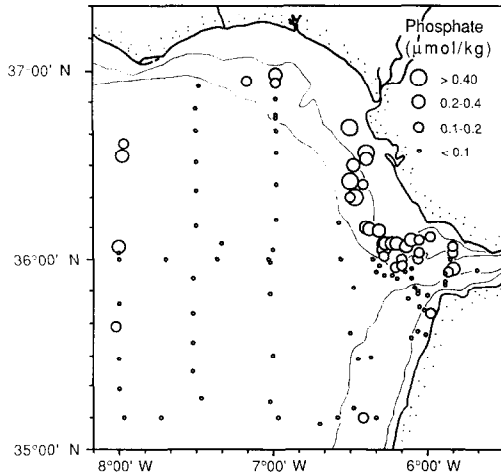 Phosphate
(μmol/kg)
> 0.40
0.2-0.4
0.1-0.2
< 0.1
37°00' N
36°00' N
35°00' N
8°00' W
7°00' W
6°00' W